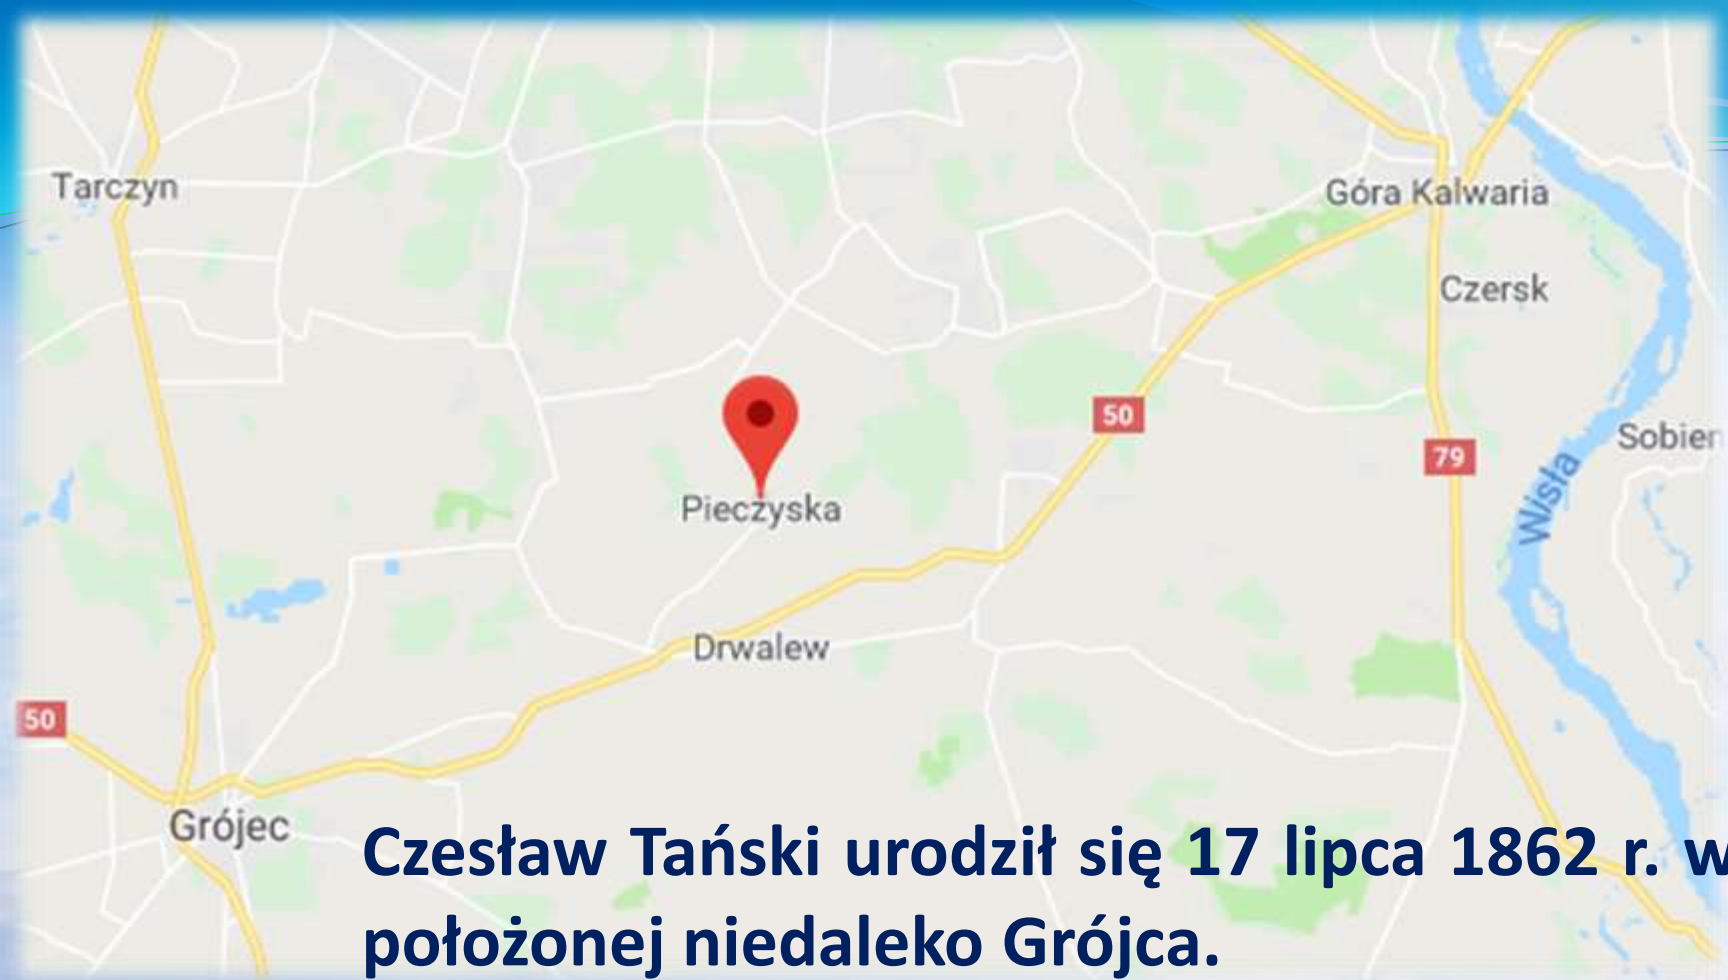 Tarczyn
Góra Kalwaria
Czersk
50
79
Sobien
Wisła
Pieczyska
Drwalew
50
Grójec
Czesław Tański urodził się 17 lipca 1862 r. w
położonej niedaleko Grójca.